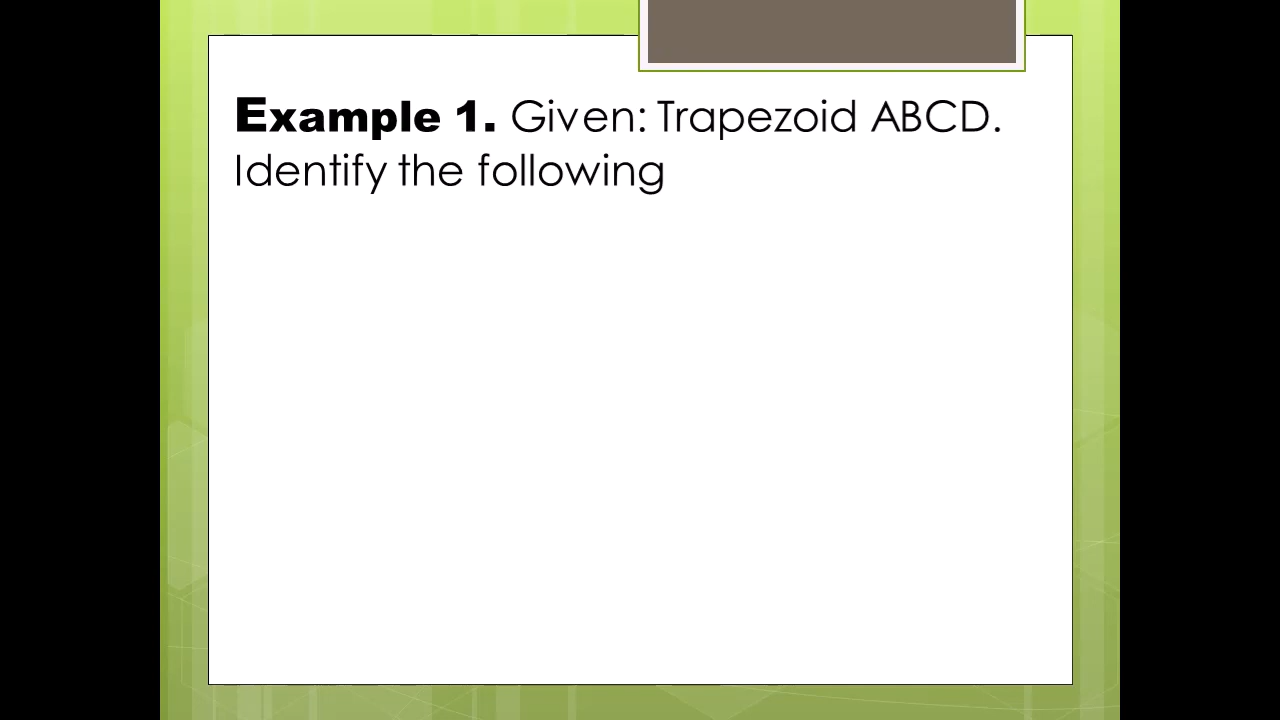 Example 1. Given: Trapezoid ABCD.
Identify the following